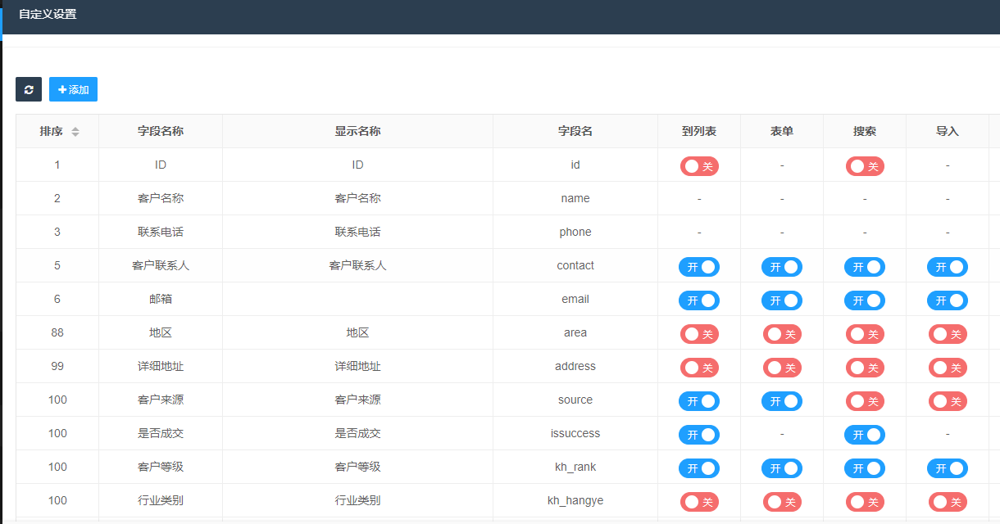 自定义设置
添加
排序 字段名称 显示名称 字段名 到列表 表单 搜索 导入
1 ID ID id 关 - 关 -
2 客户名称 客户名称 name - - - -
3 联系电话 联系电话 phone - - - -
5 客户联系人 客户联系人 contact 开 开 开 开
6 邮箱 email 开 开 开 开
88 地区 地区 area 关 关 关 关
99 详细地址 详细地址 address 关 关 关 关
100 客户来源 客户来源 source 开 开 关 关
100 是否成交 是否成交 issuccess 开 - 开 -
100 客户等级 客户等级 kh_rank 开 开 开 开
100 行业类别 行业类别 kh_hangye 关 关 关 关